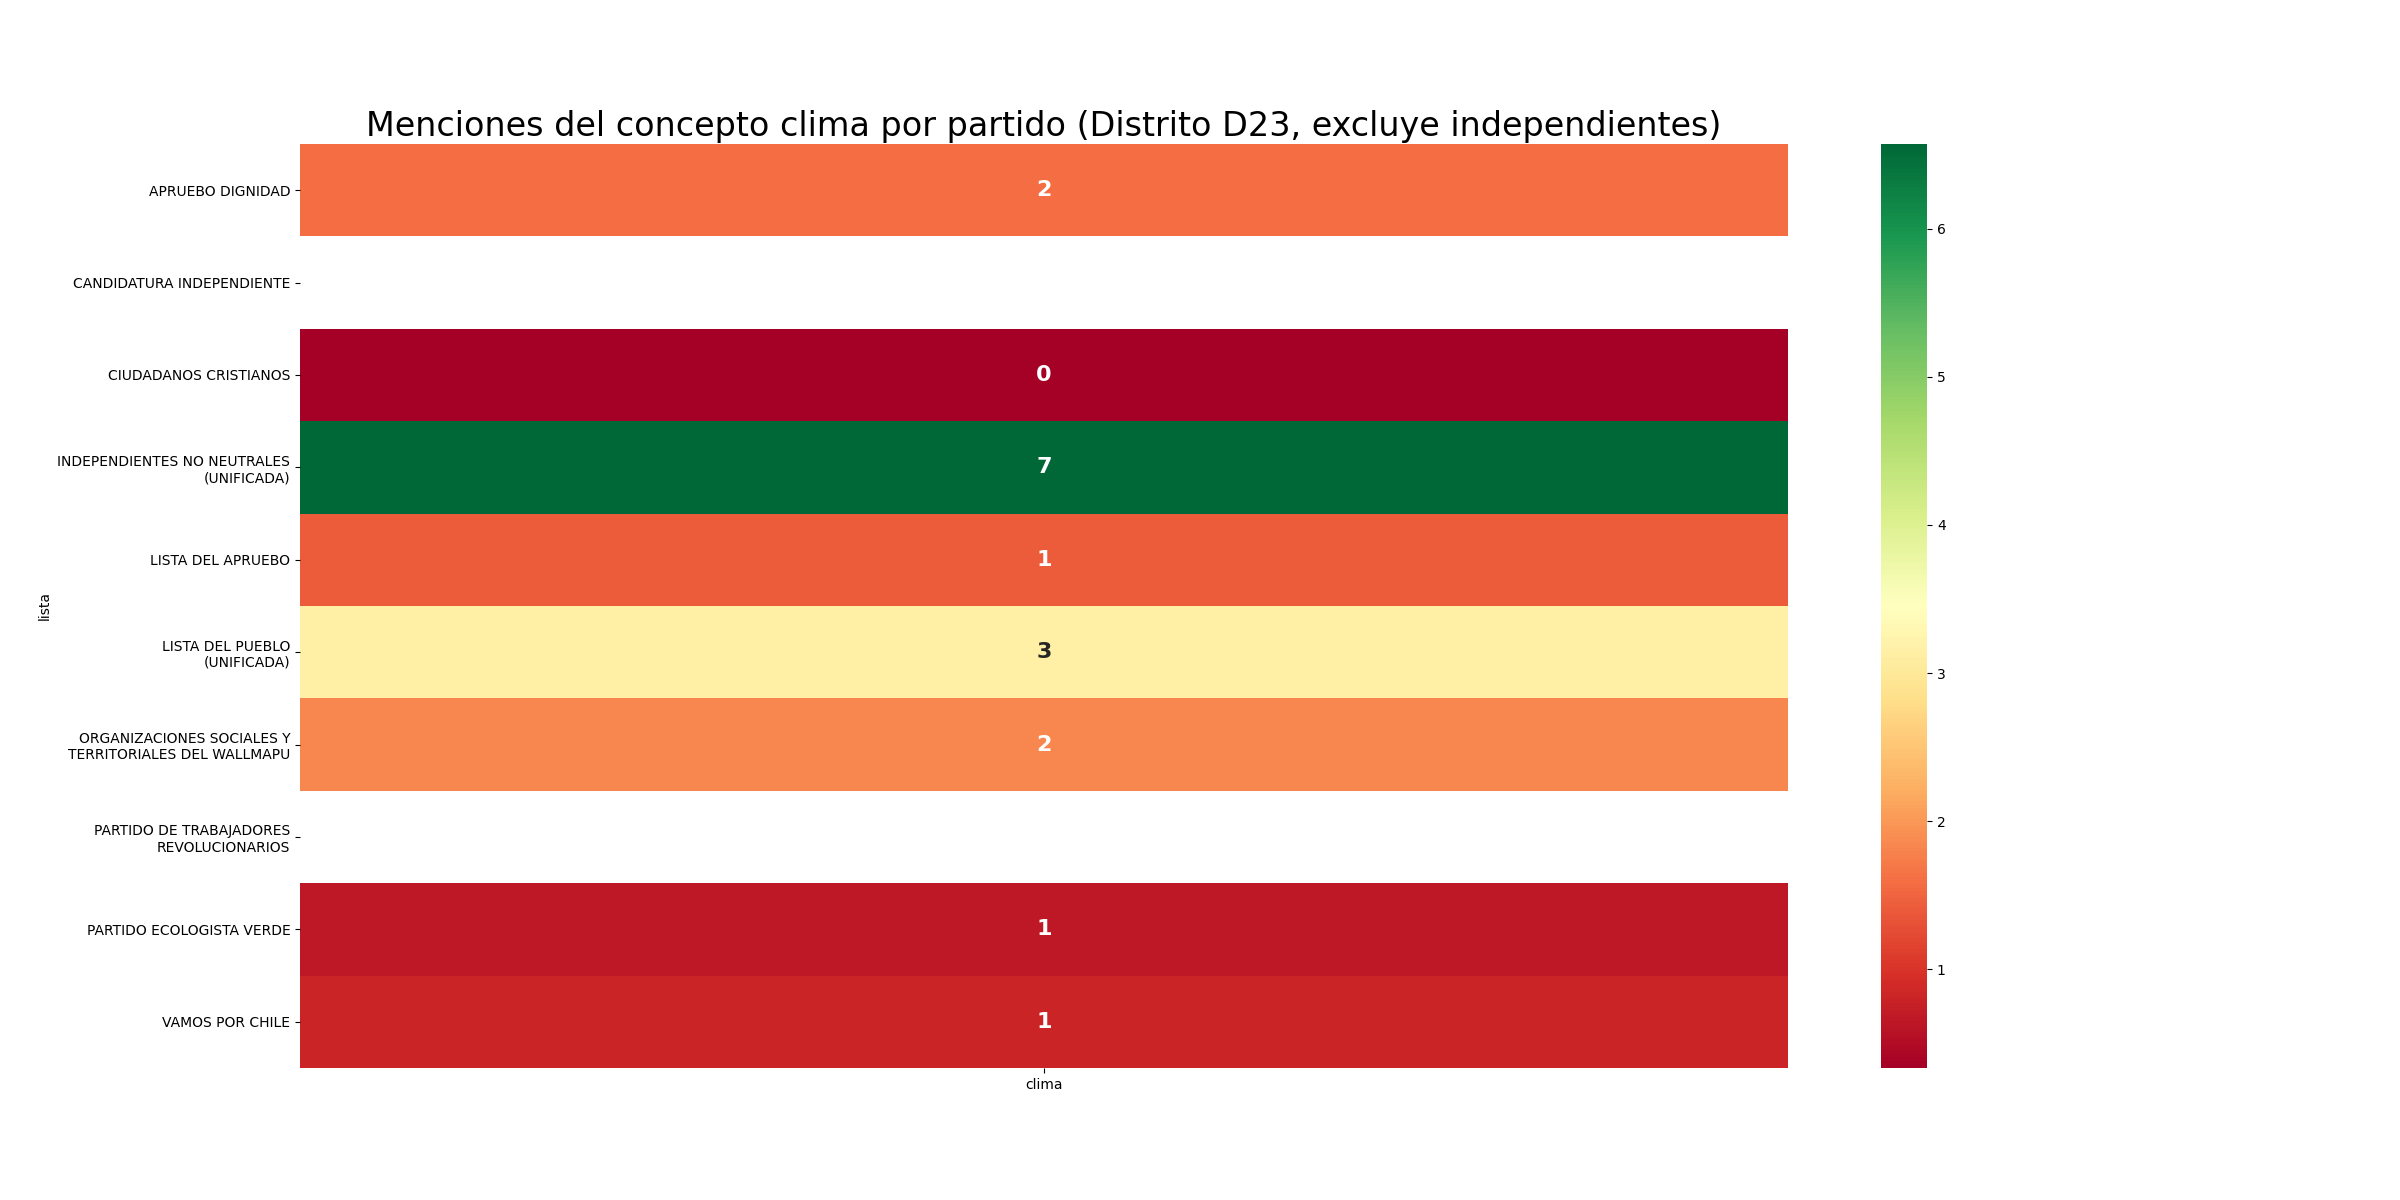 Menciones del concepto clima por partido (Distrito D23, excluye independientes)
APRUEBO DIGNIDAD
2
CANDIDATURA INDEPENDIENTE
CIUDADANOS CRISTIANOS
0
INDEPENDIENTES NO NEUTRALES
(UNIFICADA)
7
LISTA DEL APRUEBO
1
LISTA DEL PUEBLO
(UNIFICADA)
3
ORGANIZACIONES SOCIALES Y
TERRITORIALES DEL WALLMAPU
2
PARTIDO DE TRABAJADORES
REVOLUCIONARIOS
PARTIDO ECOLOGISTA VERDE
1
VAMOS POR CHILE
1
lista
clima
6
5
4
3
2
1